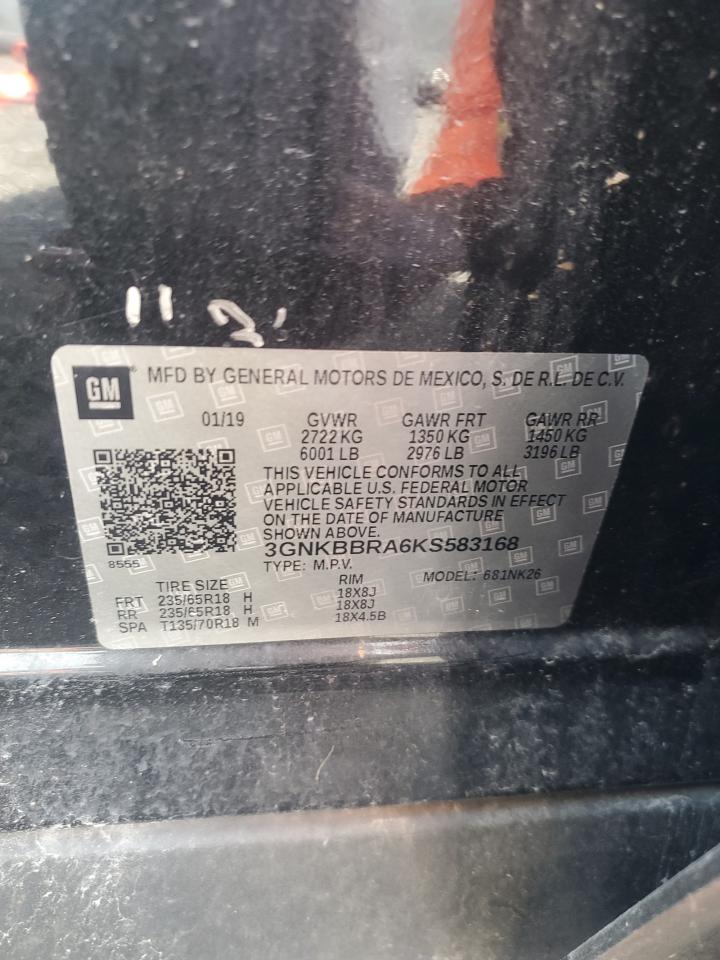 GM® MFD BY GENERAL MOTORS DE MEXICO, S. DE R.L. DE C.V.
01/19 GVWR GAWR FRT GAWR RR
2722 KG 1350 KG 1450 KG
6001 LB 2976 LB 3196 LB
THIS VEHICLE CONFORMS TO ALL
APPLICABLE U.S. FEDERAL MOTOR
VEHICLE SAFETY STANDARDS IN EFFECT
ON THE DATE OF MANUFACTURE
SHOWN ABOVE.
3GNKBBRA6KS583168
8555
TYPE: M.P.V. MODEL: 681NK26
TIRE SIZE RIM
FRT 235/65R18 H 18X8J
RR 235/65R18 H 18X8J
SPA T135/70R18 M 18X4.5B